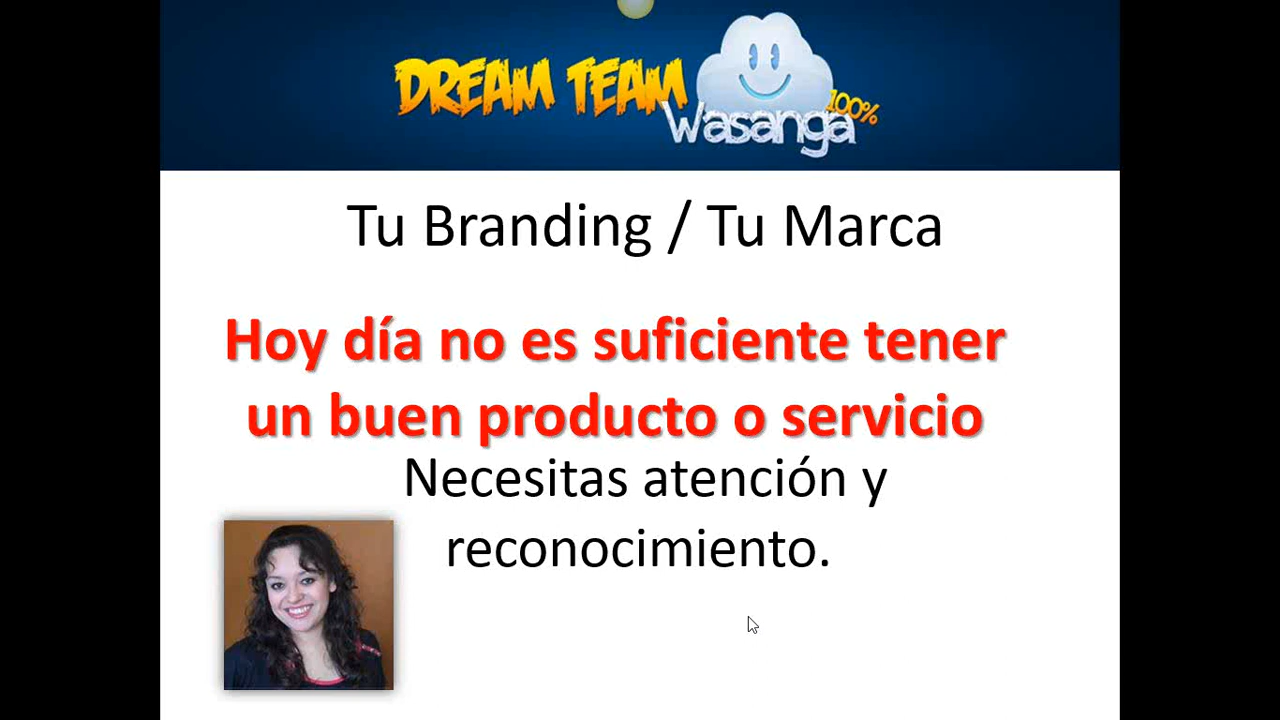 DREAM TEAM
100%
Wasanga
Tu Branding / Tu Marca
Hoy día no es suficiente tener
un buen producto o servicio
Necesitas atención y
reconocimiento.